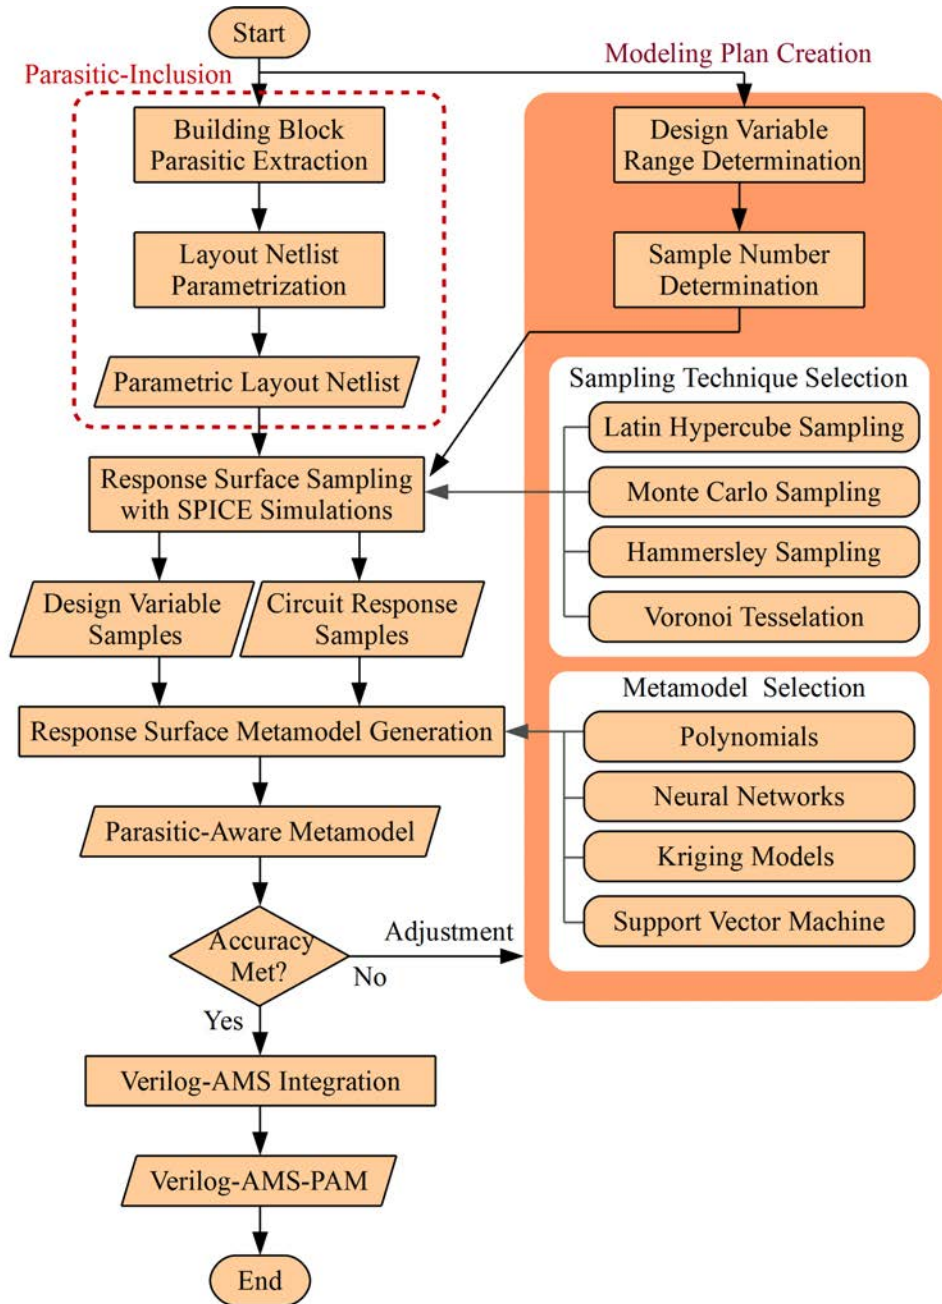 Start
Parasitic-Inclusion
Modeling Plan Creation
Building Block
Parasitic Extraction
Layout Netlist
Parametrization
Parametric Layout Netlist
Design Variable
Range Determination
Sample Number
Determination
Sampling Technique Selection
Latin Hypercube Sampling
Monte Carlo Sampling
Hammersley Sampling
Voronoi Tesselation
Response Surface Sampling
with SPICE Simulations
Design Variable
Samples
Circuit Response
Samples
Response Surface Metamodel Generation
Metamodel Selection
Polynomials
Neural Networks
Kriging Models
Support Vector Machine
Parasitic-Aware Metamodel
Accuracy
Met?
Adjustment
No
Yes
Verilog-AMS Integration
Verilog-AMS-PAM
End